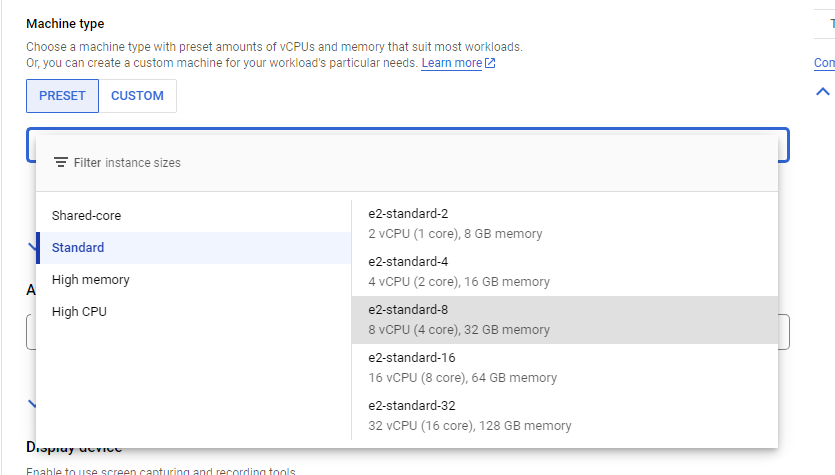 Machine type
Choose a machine type with preset amounts of vCPUs and memory that suit most workloads.
Or, you can create a custom machine for your workload's particular needs. Learn more
PRESET
CUSTOM
Filter instance sizes
Shared-core
Standard
High memory
High CPU
e2-standard-2
2 vCPU (1 core), 8 GB memory
e2-standard-4
4 vCPU (2 core), 16 GB memory
e2-standard-8
8 vCPU (4 core), 32 GB memory
e2-standard-16
16 vCPU (8 core), 64 GB memory
e2-standard-32
32 vCPU (16 core), 128 GB memory
Display device
Enable to use screen capturing and recording tools.